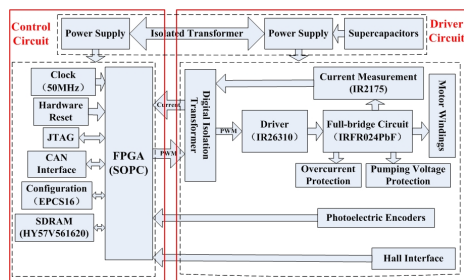 Control
Circuit
Driver
Circuit
Power Supply
Isolated Transformer
Power Supply
Supercapacitors
Clock
(50MHz)
Hardware
Reset
JTAG
CAN
Interface
Configuration
(EPCS16)
SDRAM
(HY57V561620)
FPGA
(SOPC)
Current
PWM
Digital Isolation
Transformer
PWM
Current Measurement
(IR2175)
Driver
(IR26310)
Full-bridge Circuit
(IRFR024PbF)
Motor
Windings
Overcurrent
Protection
Pumping Voltage
Protection
Photoelectric Encoders
Hall Interface